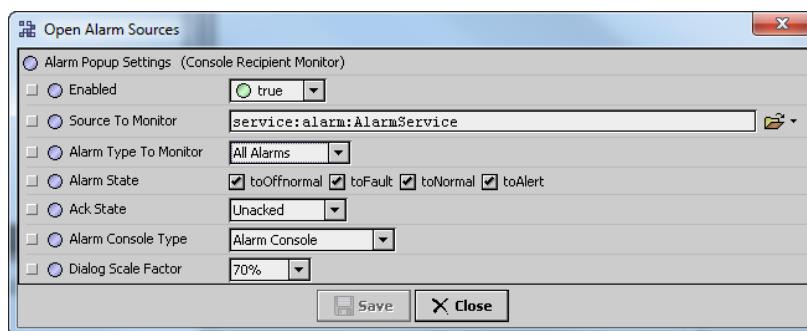 Open Alarm Sources
Alarm Popup Settings (Console Recipient Monitor)
Enabled true
Source To Monitor service:alarm:AlarmService
Alarm Type To Monitor All Alarms
Alarm State toOffnormal toFault toNormal toAlert
Ack State Unacked
Alarm Console Type Alarm Console
Dialog Scale Factor 70%
Save Close